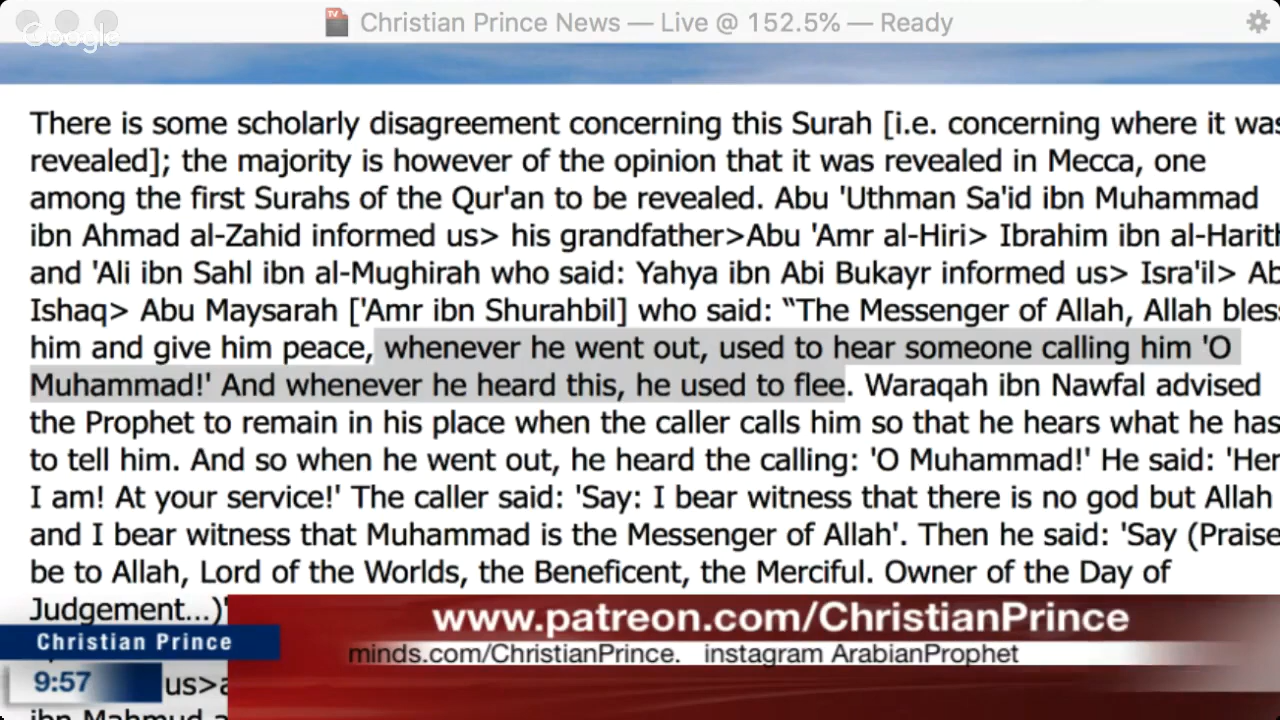 Christian Prince News — Live @ 152.5% — Ready
Google
TV
There is some scholarly disagreement concerning this Surah [i.e. concerning where it was
revealed]; the majority is however of the opinion that it was revealed in Mecca, one
among the first Surahs of the Qur'an to be revealed. Abu 'Uthman Sa'id ibn Muhammad
ibn Ahmad al-Zahid informed us> his grandfather>Abu 'Amr al-Hiri> Ibrahim ibn al-Harith
and 'Ali ibn Sahl ibn al-Mughirah who said: Yahya ibn Abi Bukayr informed us> Isra'il>
Ishaq> Abu Maysarah ['Amr ibn Shurahbil] who said: “The Messenger of Allah, Allah bless
him and give him peace, whenever he went out, used to hear someone calling him 'O
Muhammad!' And whenever he heard this, he used to flee. Waraqah ibn Nawfal advised
the Prophet to remain in his place when the caller calls him so that he hears what he has
to tell him. And so when he went out, he heard the calling: 'O Muhammad!' He said: 'Her
I am! At your service!' The caller said: 'Say: I bear witness that there is no god but Allah
and I bear witness that Muhammad is the Messenger of Allah'. Then he said: 'Say (Praise
be to Allah, Lord of the Worlds, the Beneficent, the Merciful. Owner of the Day of
Judgement...)'
www.patreon.com/ChristianPrince
Christian Prince
minds.com/ChristianPrince. instagram ArabianProphet
9:57
us>a
ibn Mahmud